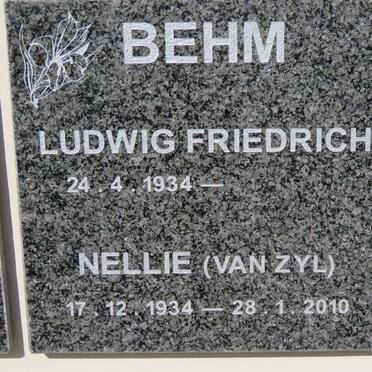 BEHM
LUDWIG FRIEDRICH
24 . 4 . 1934 —
NELLIE (VAN ZYL)
17 . 12 . 1934 — 28 . 1 . 2010